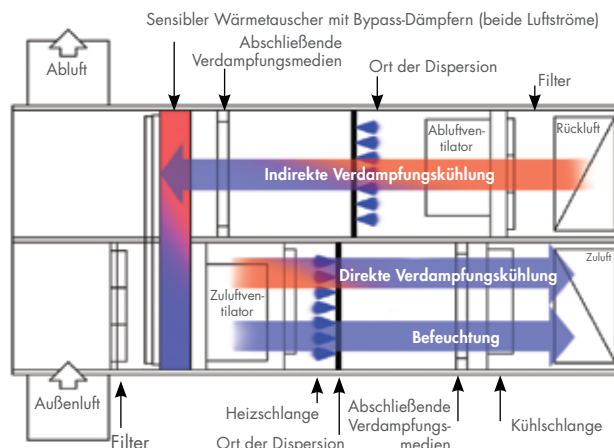 Sensibler Wärmetauscher mit Bypass-Dämpfern (beide Luftströme)
Abschließende
Verdampfungsmedien
Ort der Dispersion
Filter
Abluft
Abluftven-
tilator
Rückluft
Indirekte Verdampfungskühlung
Zuluftven-
tilator
Direkte Verdampfungskühlung
Zuluft
Befeuchtung
Außenluft
Filter
Heizschlange
Ort der Dispersion
Abschließende
Verdampfungs-
medien
Kühlschlange